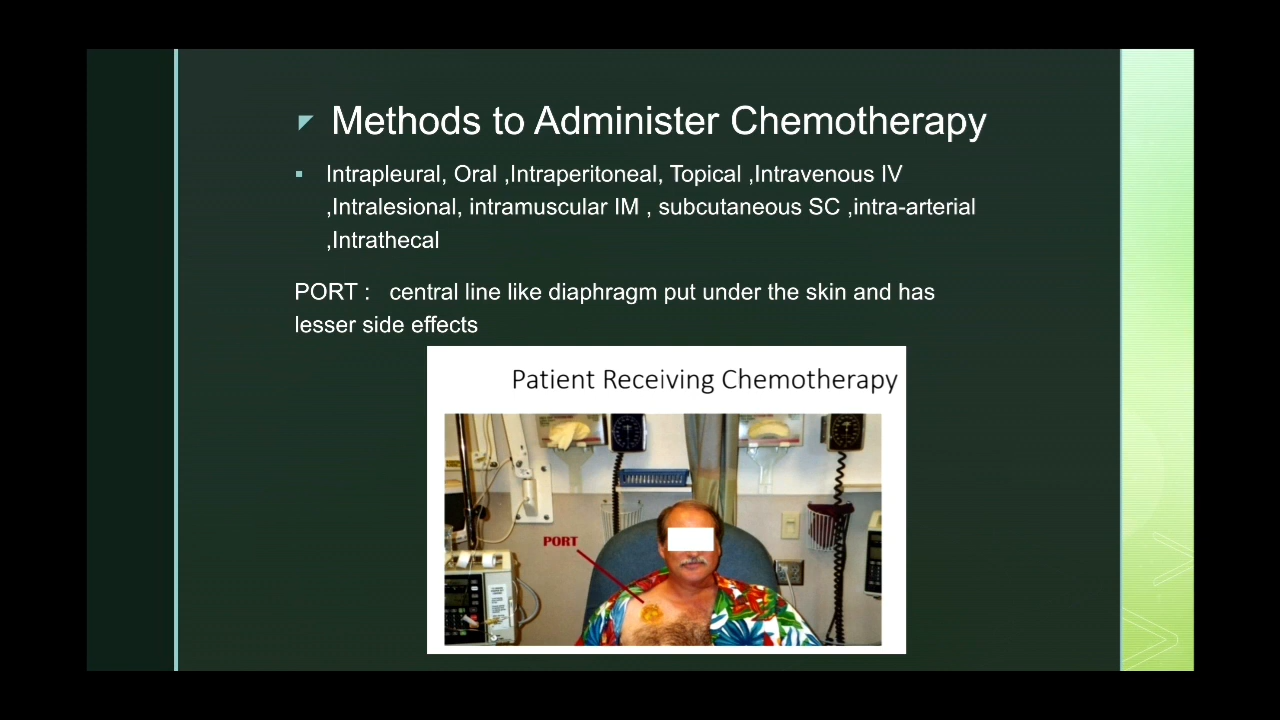 Methods to Administer Chemotherapy
Intrapleural, Oral ,Intraperitoneal, Topical ,Intravenous IV
,Intralesional, intramuscular IM , subcutaneous SC ,intra-arterial
,Intrathecal
PORT :   central line like diaphragm put under the skin and has
lesser side effects
Patient Receiving Chemotherapy
PORT